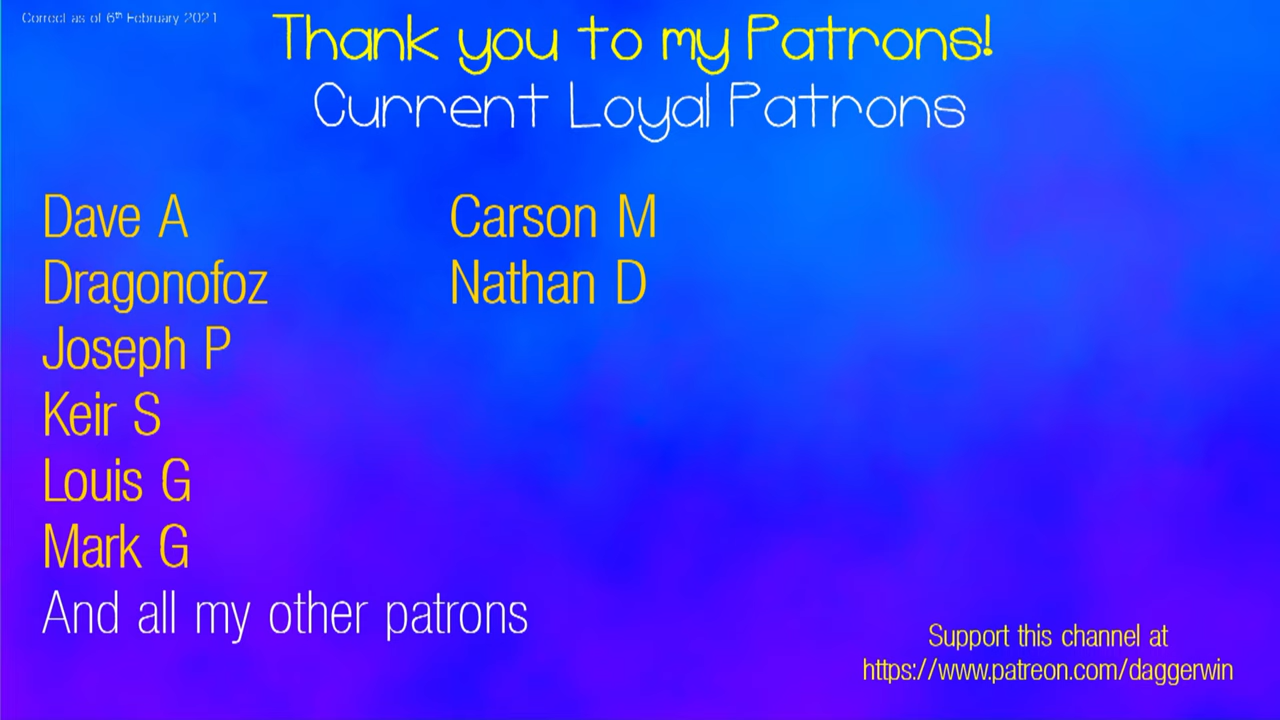 Correct as of 6th February 2021
Thank you to my Patrons!
Current Loyal Patrons
Dave A
Dragonofoz
Joseph P
Keir S
Louis G
Mark G
And all my other patrons
Carson M
Nathan D
Support this channel at
https://www.patreon.com/daggerwin